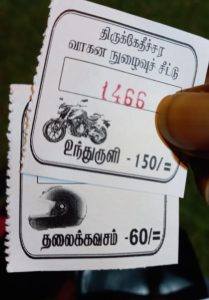 திருக்கேதீச்சர
வாகன நுழைவுச் சீட்டு
1466
உந்துருளி -150/=
தலைக்கவசம் -60/=